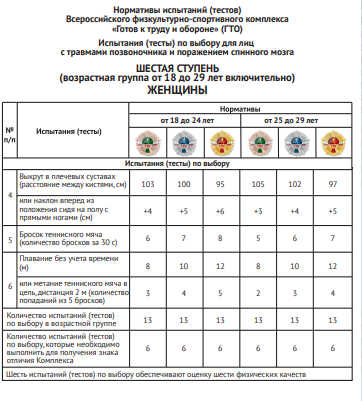 Нормативы испытаний (тестов)
Всероссийского физкультурно-спортивного комплекса
«Готов к труду и обороне» (ГТО)
Испытания (тесты) по выбору для лиц
с травмами позвоночника и поражением спинного мозга
ШЕСТАЯ СТУПЕНЬ
(возрастная группа от 18 до 29 лет включительно)
ЖЕНЩИНЫ
№
п/п
Испытания (тесты)
Нормативы
от 18 до 24 лет
от 25 до 29 лет
Испытания (тесты) по выбору
4
Выкрут в плечевых суставах
(расстояние между кистями, см)
103 100 95 105 102 97
или наклон вперед из
положения сидя на полу с
прямыми ногами (см)
+4 +5 +6 +3 +4 +5
5
Бросок теннисного мяча
(количество бросков за 30 с)
6 7 8 5 6 7
6
Плавание без учета времени
(м)
8 10 12 8 10 12
или метание теннисного мяча в
цель, дистанция 2 м (количество
попаданий из 5 бросков)
3 4 5 2 3 4
Количество испытаний (тестов)
по выбору в возрастной группе
13 13 13 13 13 13
Количество испытаний (тестов)
по выбору, которые необходимо
выполнить для получения знака
отличия Комплекса
6 6 6 6 6 6
Шесть испытаний (тестов) по выбору обеспечивают оценку шести физических качеств